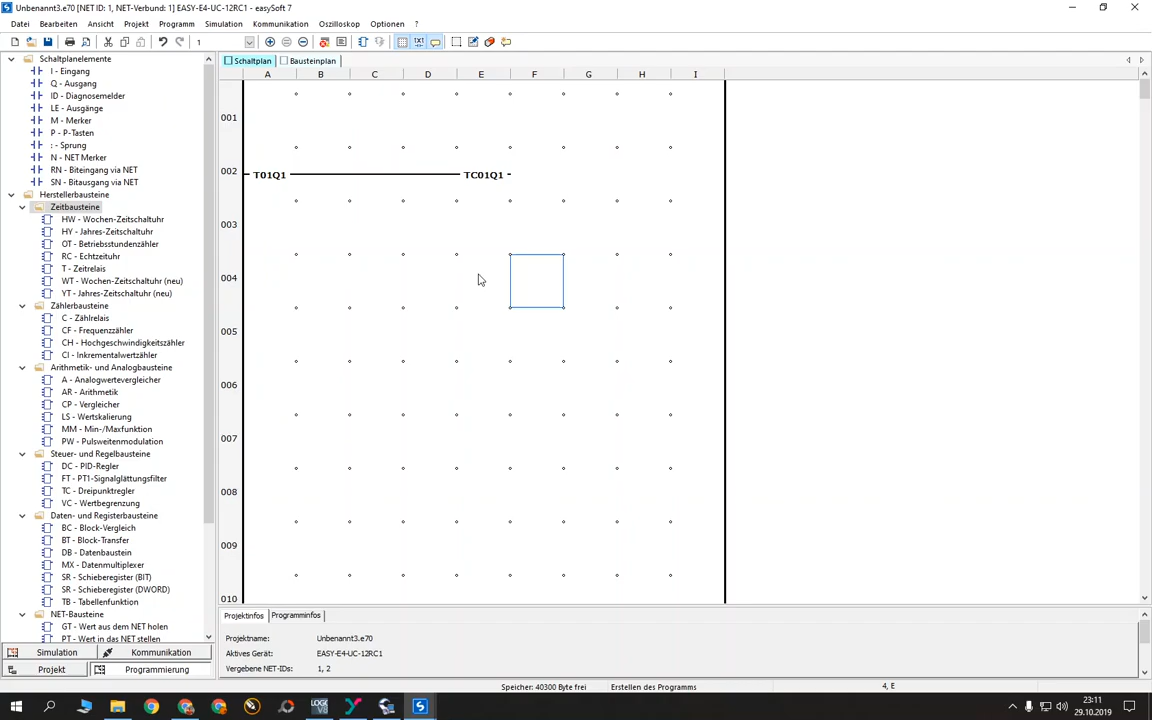 Unbenannt3.e70 [NET ID: 1, NET-Verbund: 1] EASY-E4-UC-12RC1 - easySoft 7
Datei Bearbeiten Ansicht Projekt Programm Simulation Kommunikation Oszilloskop Optionen ?
1
Schaltplan Bausteinplan
A B C D E F G H I
001
002 T01Q1 TC01Q1
003
004
005
006
007
008
009
010
Schaltplanelemente
I - Eingang
Q - Ausgang
ID - Diagnosemelder
LE - Ausgänge
M - Merker
P - P-Tasten
: - Sprung
N - NET Merker
RN - Biteingang via NET
SN - Bitausgang via NET
Herstellerbausteine
Zeitbausteine
HW - Wochen-Zeitschaltuhr
HY - Jahres-Zeitschaltuhr
OT - Betriebsstundenzähler
RC - Echtzeituhr
T - Zeitrelais
WT - Wochen-Zeitschaltuhr (neu)
YT - Jahres-Zeitschaltuhr (neu)
Zählerbausteine
C - Zählrelais
CF - Frequenzzähler
CH - Hochgeschwindigkeitszähler
CI - Inkrementalwertzähler
Arithmetik- und Analogbausteine
A - Analogwertevergleicher
AR - Arithmetik
CP - Vergleicher
LS - Wertskalierung
MM - Min-/Maxfunktion
PW - Pulsweitenmodulation
Steuer- und Regelbausteine
DC - PID-Regler
FT - PT1-Signalglättungsfilter
TC - Dreipunktregler
VC - Wertbegrenzung
Daten- und Registerbausteine
BC - Block-Vergleich
BT - Block-Transfer
DB - Datenbaustein
MX - Datenmultiplexer
SR - Schieberegister (BIT)
SR - Schieberegister (DWORD)
TB - Tabellenfunktion
NET-Bausteine
GT - Wert aus dem NET holen
PT - Wert in das NET stellen
Simulation Kommunikation
Projekt Programmierung
Projektinfos Programminfos
Projektname: Unbenannt3.e70
Aktives Gerät: EASY-E4-UC-12RC1
Vergebene NET-IDs: 1, 2
Speicher: 40300 Byte frei Erstellen des Programms 4, E
23:11
29.10.2019